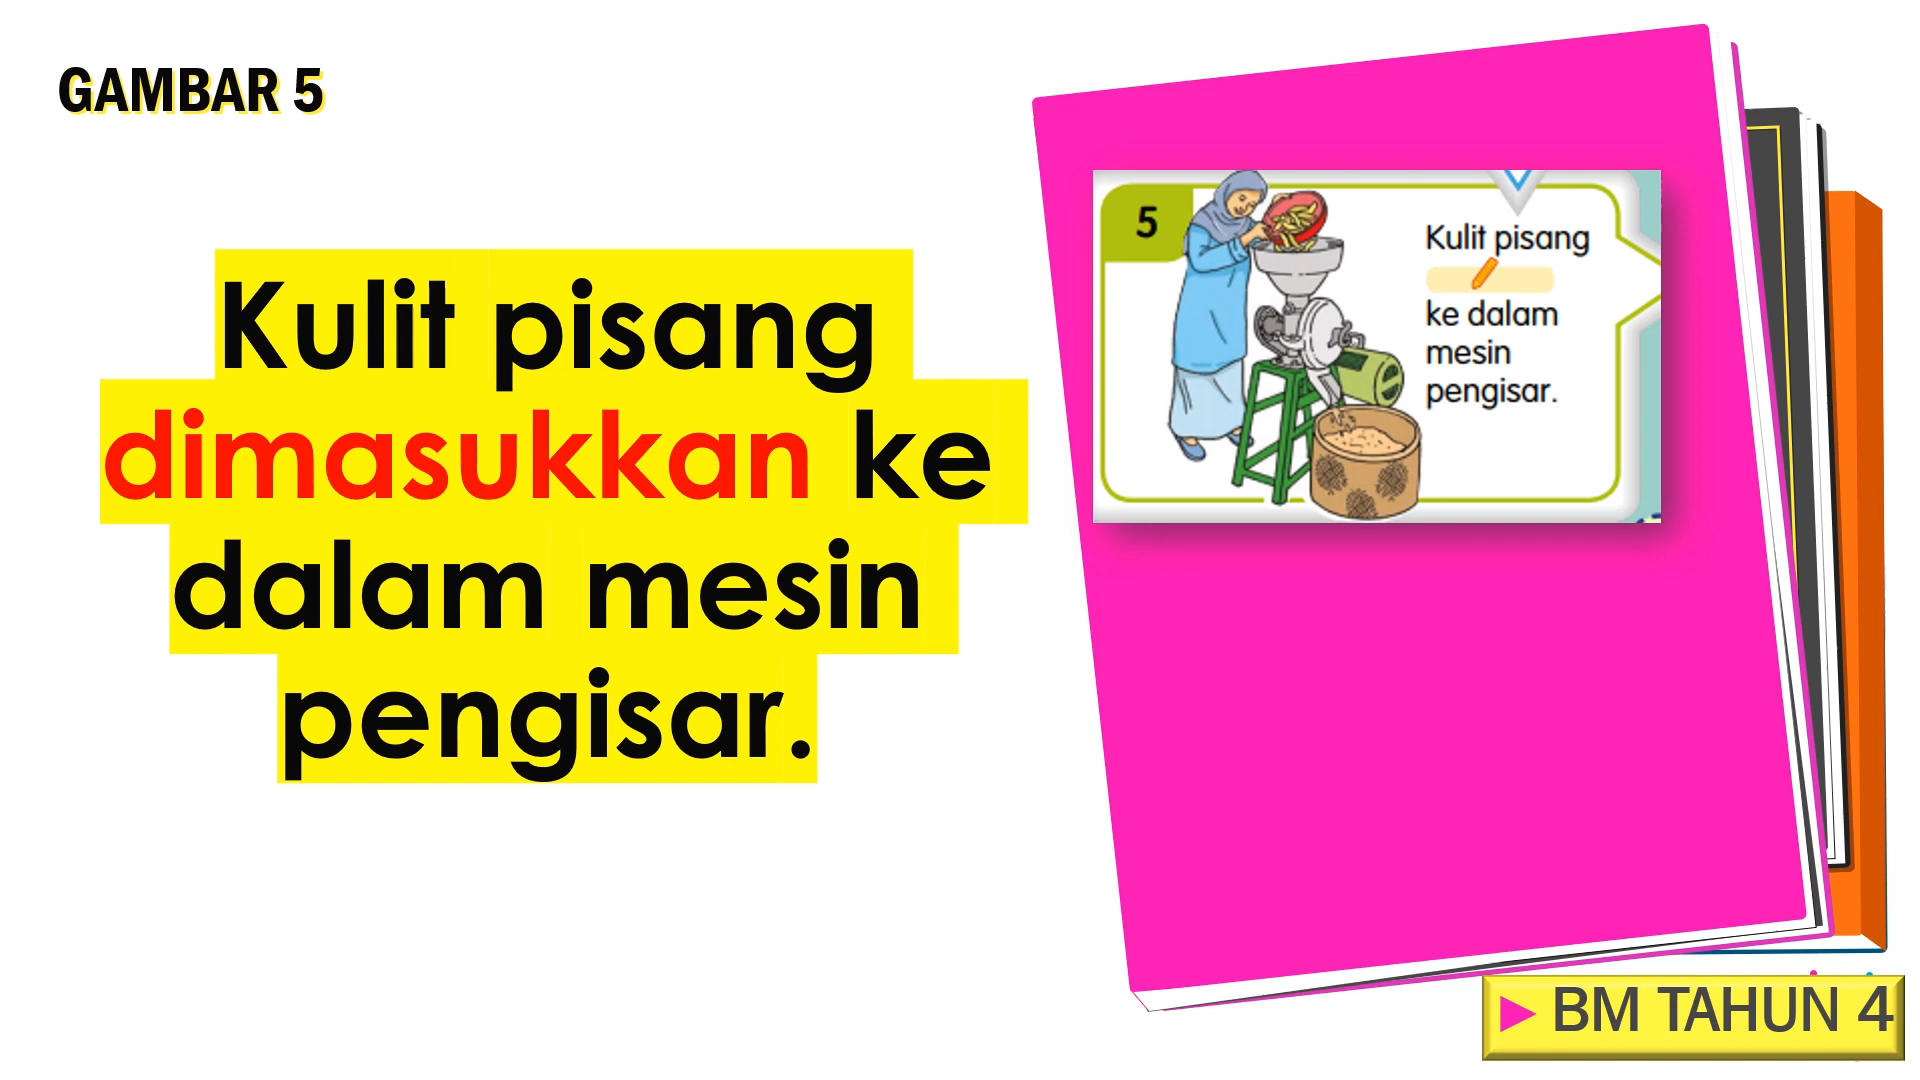 GAMBAR 5
Kulit pisang
dimasukkan ke
dalam mesin
pengisar.
5
Kulit pisang
ke dalam
mesin
pengisar.
BM TAHUN 4